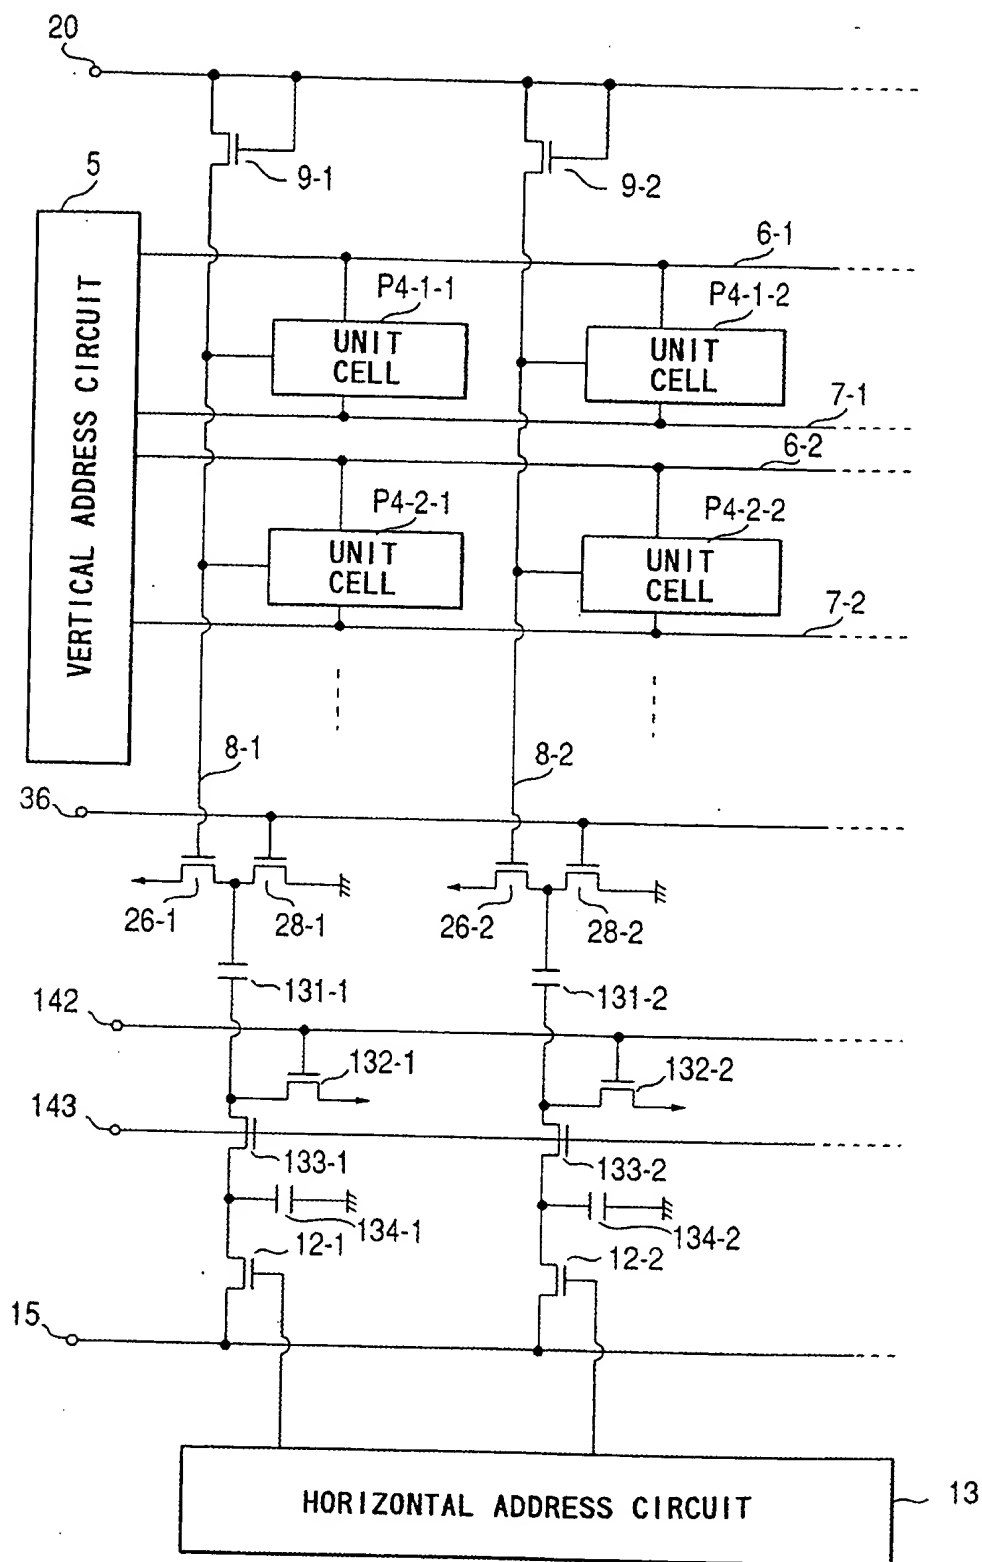 20
9-1
9-2
5
VERTICAL ADDRESS CIRCUIT
6-1
P4-1-1
P4-1-2
UNIT
CELL
UNIT
CELL
7-1
6-2
P4-2-1
P4-2-2
UNIT
CELL
UNIT
CELL
7-2
8-1
8-2
36
26-1
28-1
26-2
28-2
131-1
131-2
142
132-1
132-2
143
133-1
133-2
134-1
134-2
12-1
12-2
15
HORIZONTAL ADDRESS CIRCUIT
13